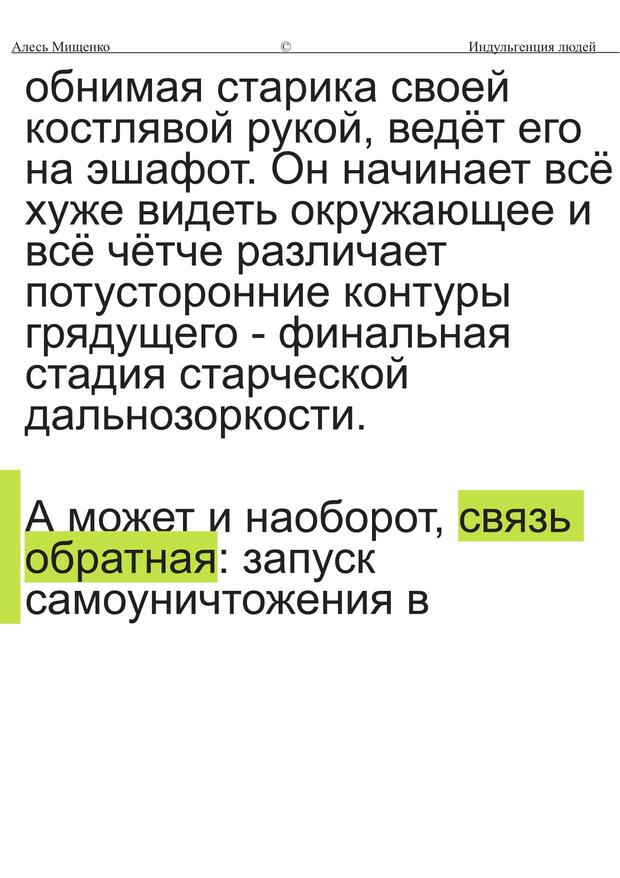 Алесь Мищенко © Индульгенция людей
обнимая старика своей
костлявой рукой, ведёт его
на эшафот. Он начинает всё
хуже видеть окружающее и
всё чётче различает
потусторонние контуры
грядущего - финальная
стадия старческой
дальнозоркости.
А может и наоборот, связь
обратная: запуск
самоуничтожения в